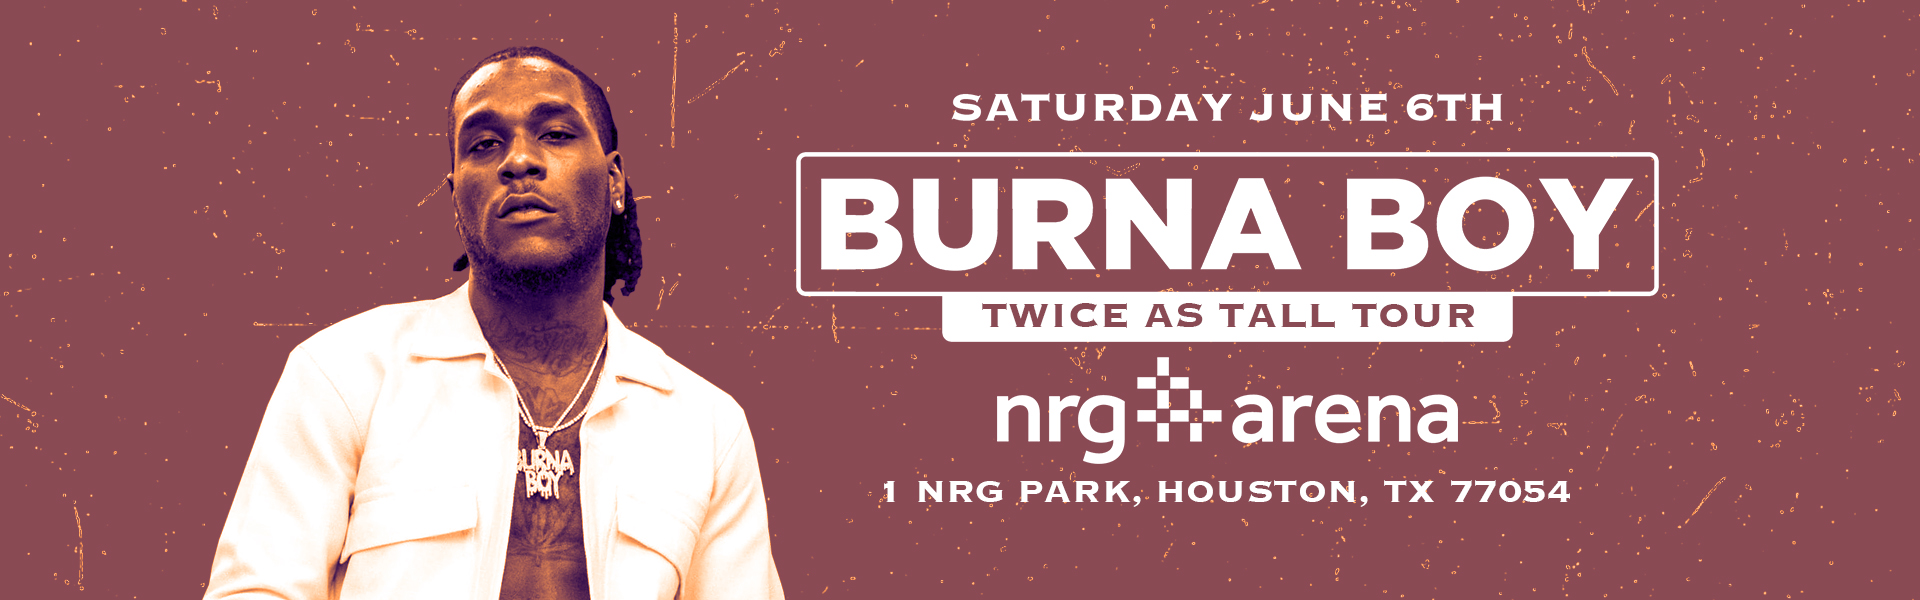 SATURDAY JUNE 6TH
BURNA BOY
TWICE AS TALL TOUR
nrg arena
1 NRG PARK, HOUSTON, TX 77054
BURNA
BOY